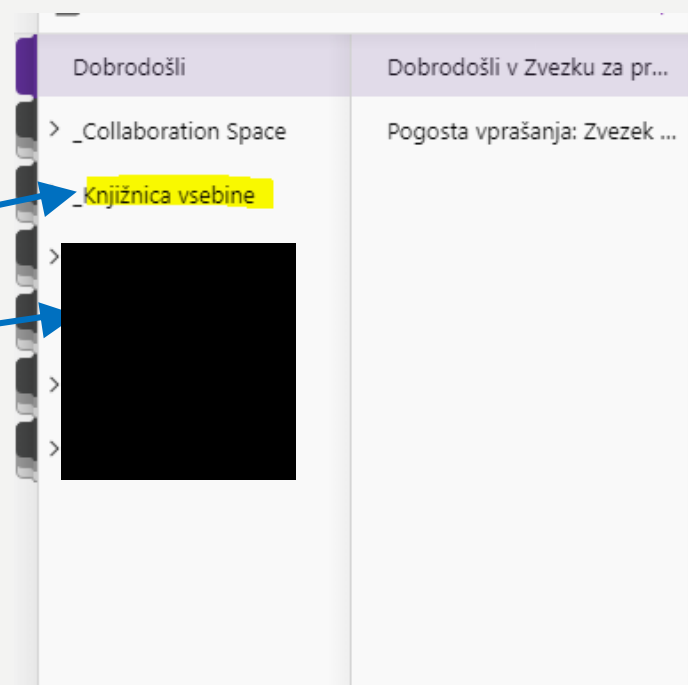 Dobrodošli
Dobrodošli v Zvezku za pr...
_Collaboration Space
Pogosta vprašanja: Zvezek ...
_Knjižnica vsebine